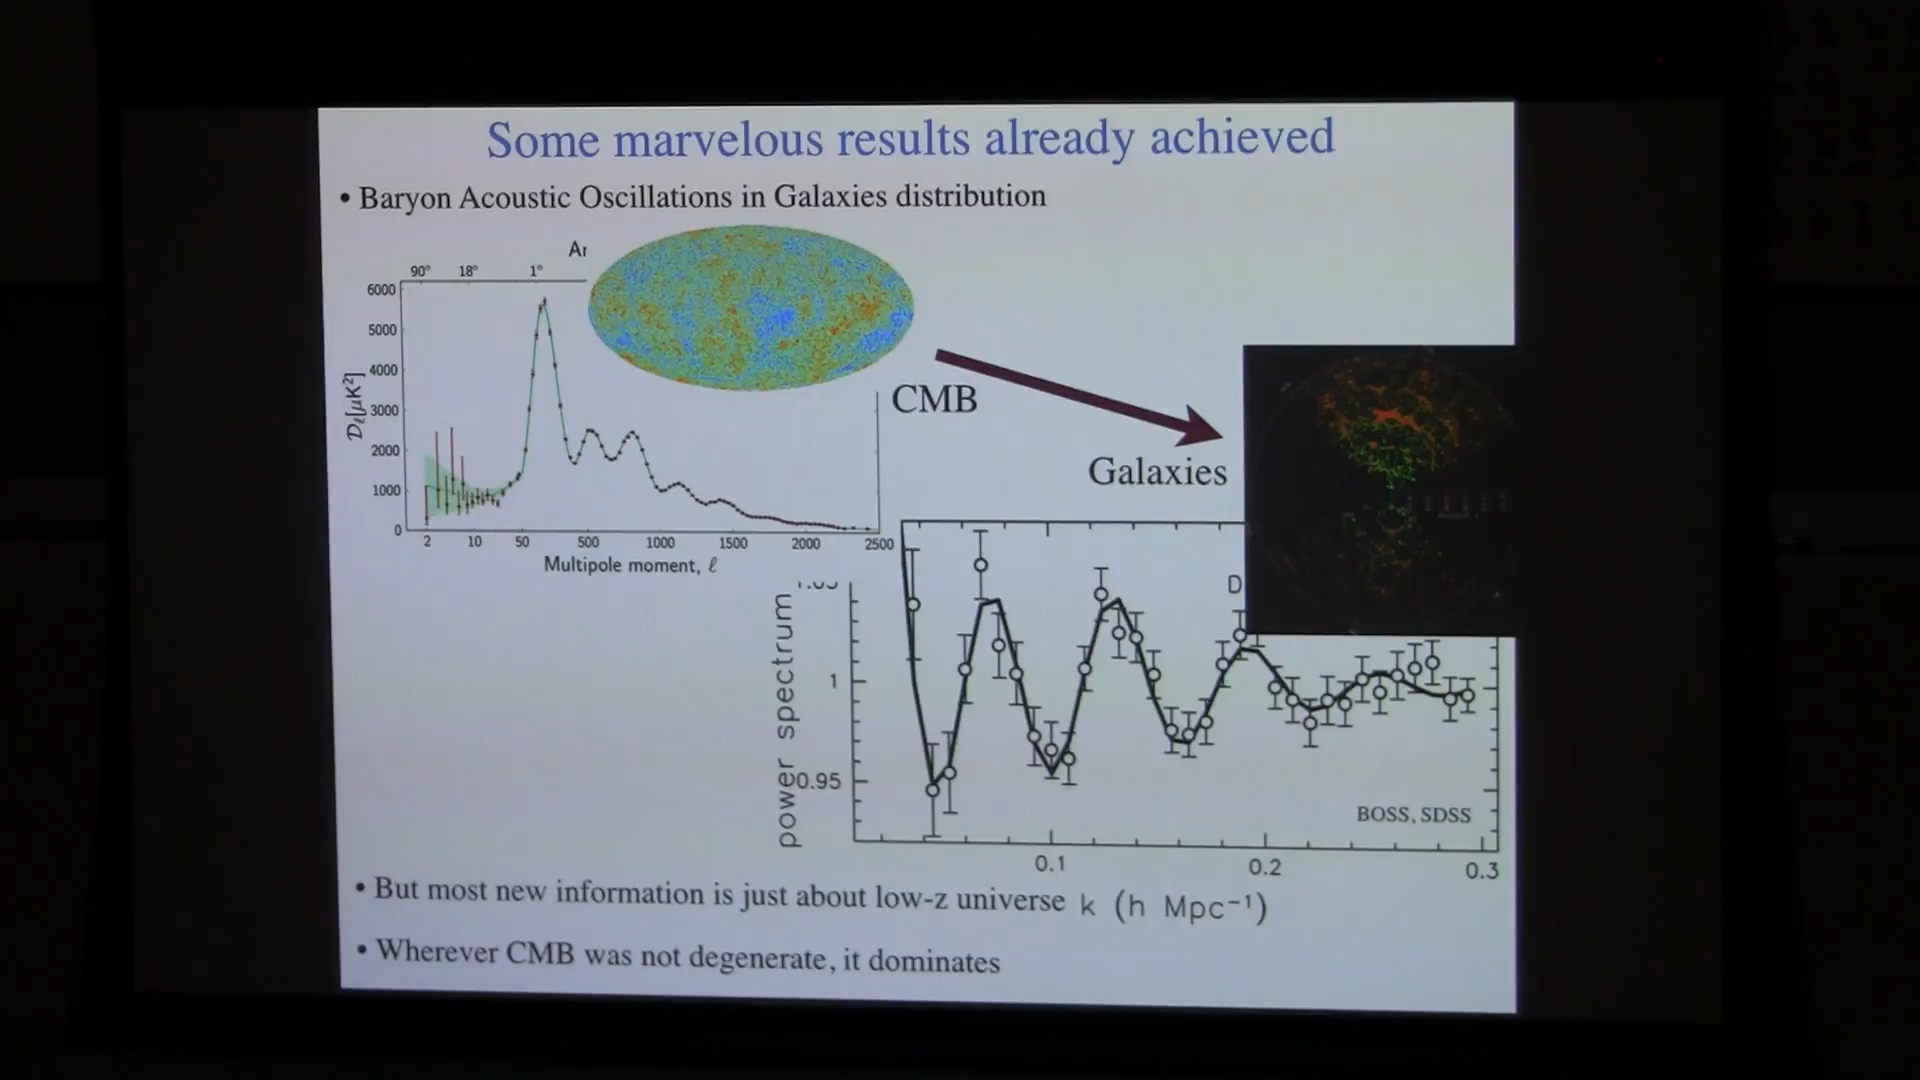 Some marvelous results already achieved
• Baryon Acoustic Oscillations in Galaxies distribution
90° 18° 1°
6000
5000
4000
3000
2000
1000
0
𝒟ℓ[μK²]
2 10 50 500 1000 1500 2000 2500
Multipole moment, ℓ
CMB
Galaxies
D
power spectrum
1
0.95
BOSS, SDSS
0.1 0.2 0.3
k (h Mpc⁻¹)
• But most new information is just about low-z universe
• Wherever CMB was not degenerate, it dominates